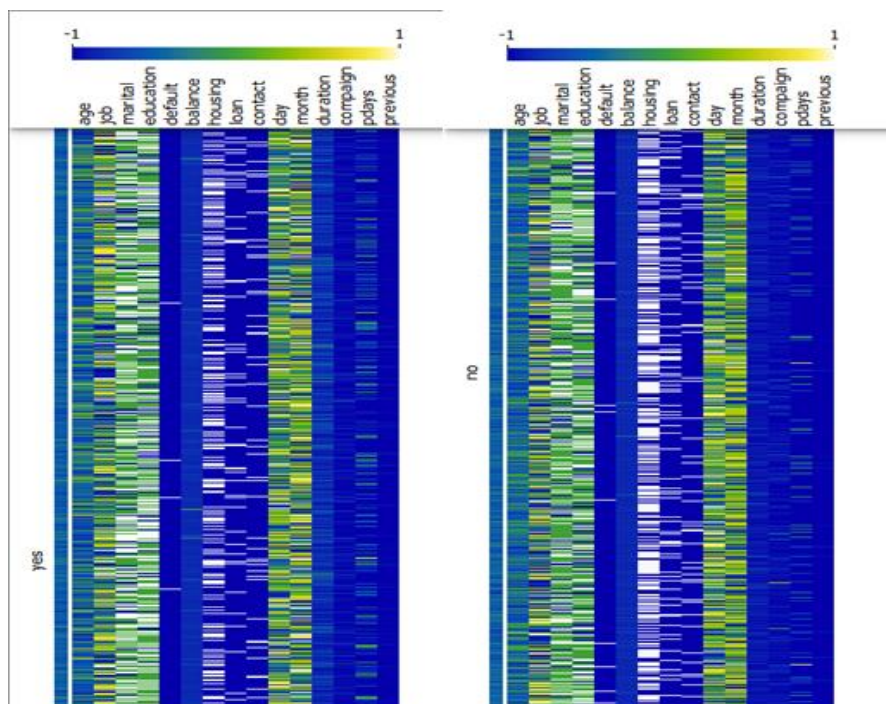 -1 1
age job marital education default balance housing loan contact day month duration compaign pdays previous
yes
-1 1
age job marital education default balance housing loan contact day month duration compaign pdays previous
no